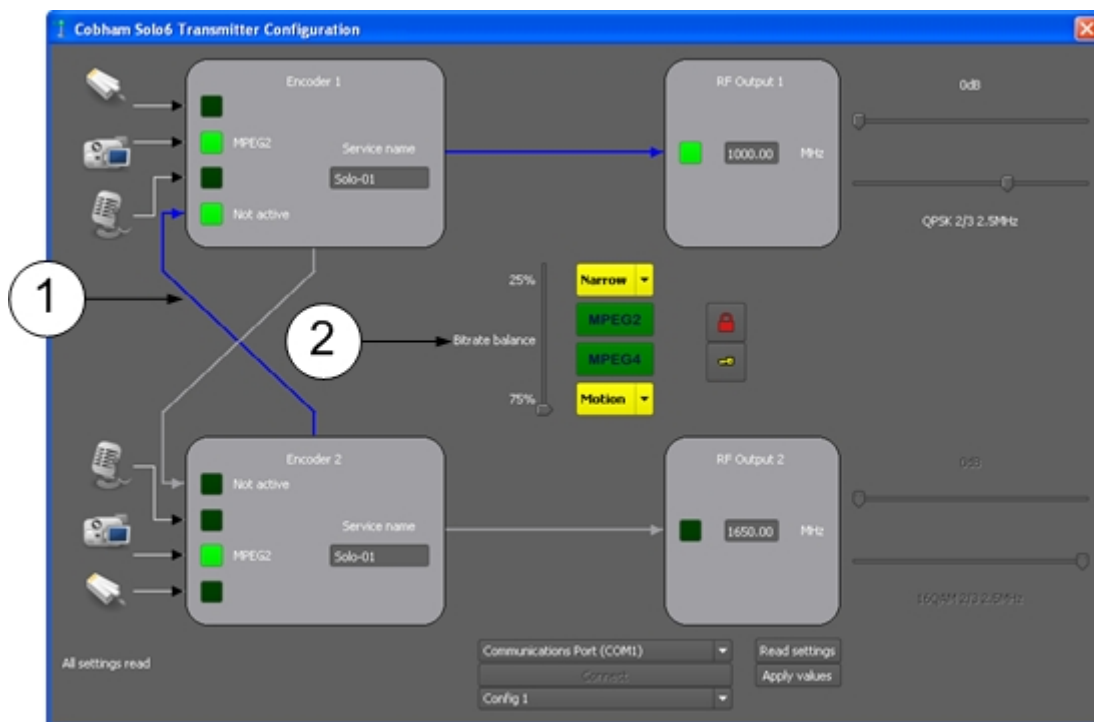 Cobham Solo6 Transmitter Configuration
Encoder 1
MPEG2
Service name
Solo-01
Not active
RF Output 1
1000.00 MHz
0dB
QPSK 2/3 2.5MHz
1
2
25%
Bitrate balance
75%
Narrow
MPEG2
MPEG4
Motion
Encoder 2
Not active
Service name
MPEG2
Solo-01
RF Output 2
1650.00 MHz
0dB
16QAM 2/3 2.5MHz
All settings read
Communications Port (COM1)
Read settings
Connect
Apply values
Config 1